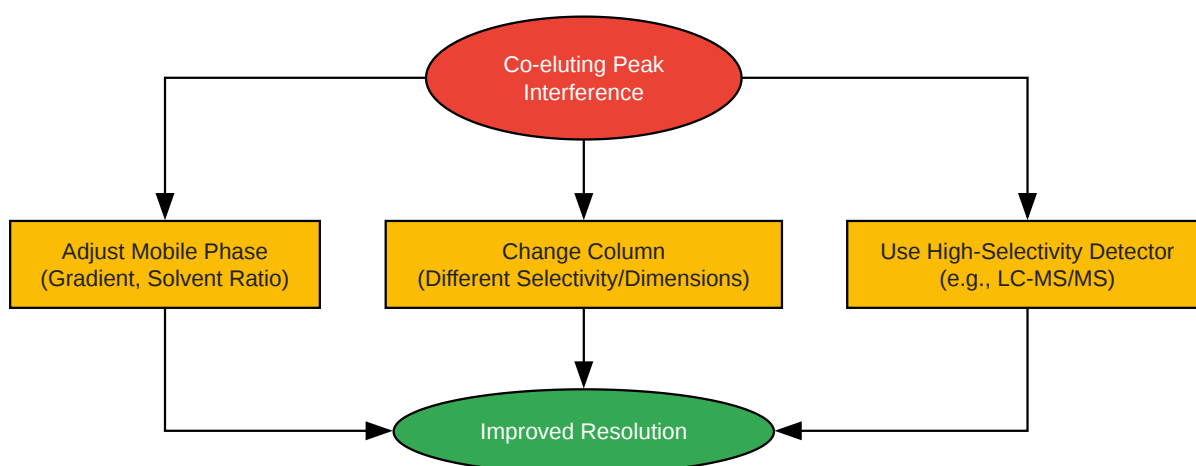 Co-eluting Peak
Interference
Adjust Mobile Phase
(Gradient, Solvent Ratio)
Change Column
(Different Selectivity/Dimensions)
Use High-Selectivity Detector
(e.g., LC-MS/MS)
Improved Resolution